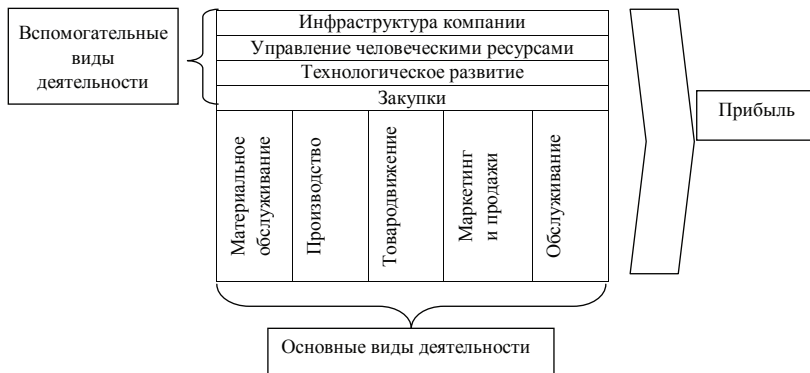 Вспомогательные
виды
деятельности
Инфраструктура компании
Управление человеческими ресурсами
Технологическое развитие
Закупки
Материальное
обслуживание
Производство
Товародвижение
Маркетинг
и продажи
Обслуживание
Прибыль
Основные виды деятельности